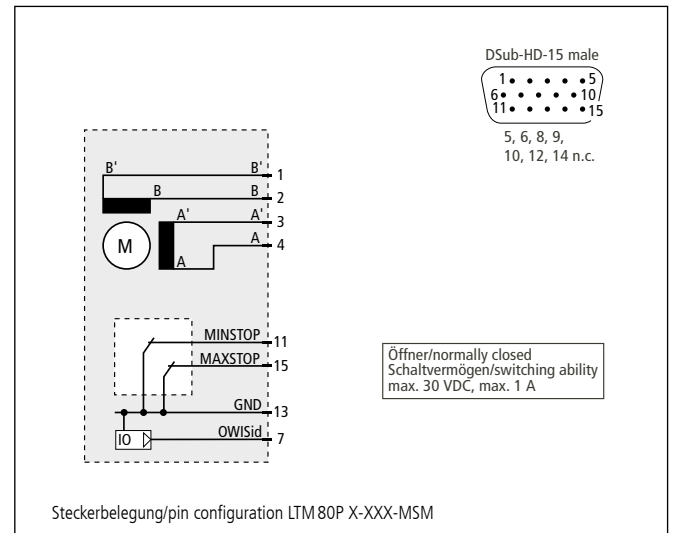 DSub-HD-15 male
1 5
6 10
11 15
5, 6, 8, 9,
10, 12, 14 n.c.
B' B' 1
B B 2
A' A' 3
M A 4
A
MINSTOP 11
MAXSTOP 15
Öffner/normally closed
Schaltvermögen/switching ability
max. 30 VDC, max. 1 A
GND 13
IO OWISid 7
Steckerbelegung/pin configuration LTM 80P X-XXX-MSM